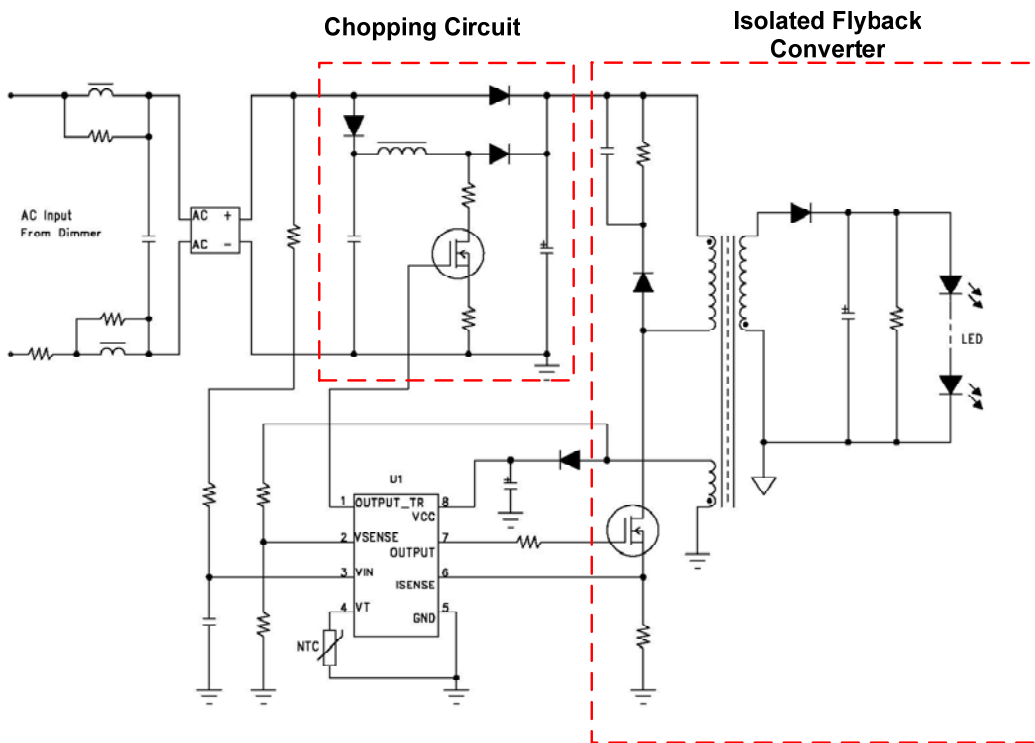 Chopping Circuit
Isolated Flyback
Converter
AC Input
From Dimmer
AC +
AC -
LED
U1
1 OUTPUT_TR 8
VCC
2 VSENSE 7
OUTPUT
3 VIN 6
ISENSE
4 VT 5
GND
NTC